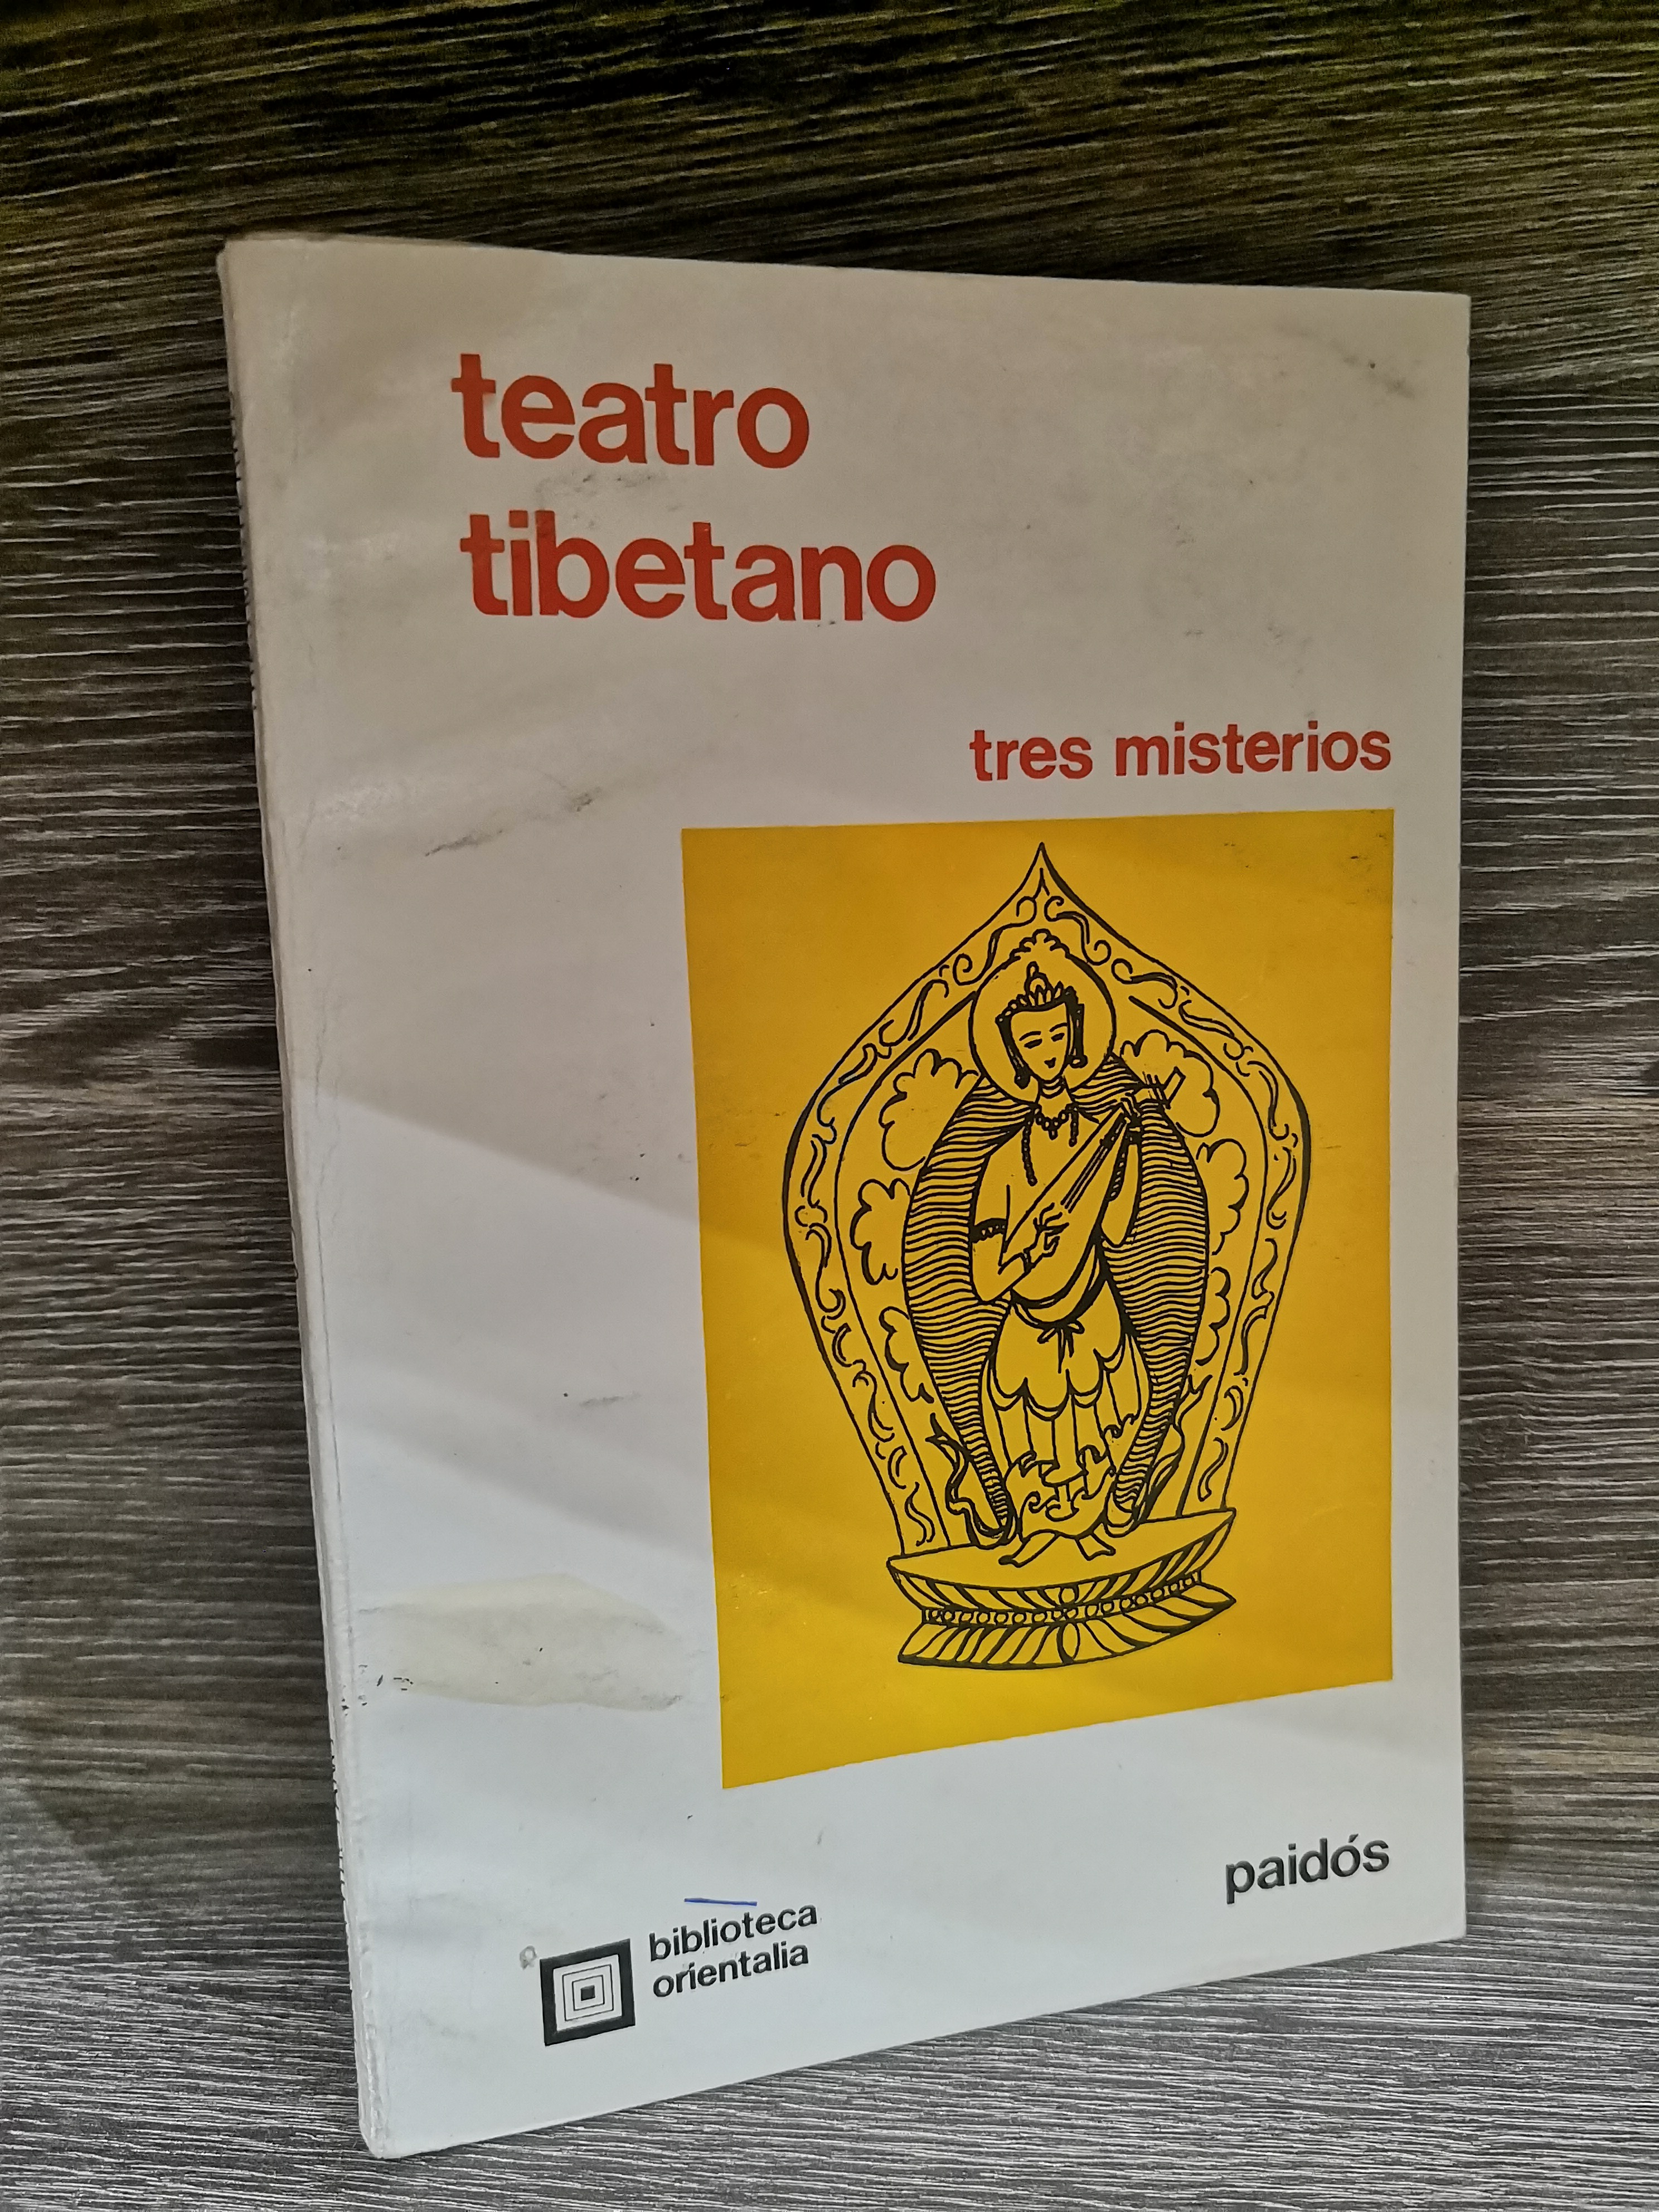 teatro
tibetano
tres misterios
paidós
biblioteca
orientalia